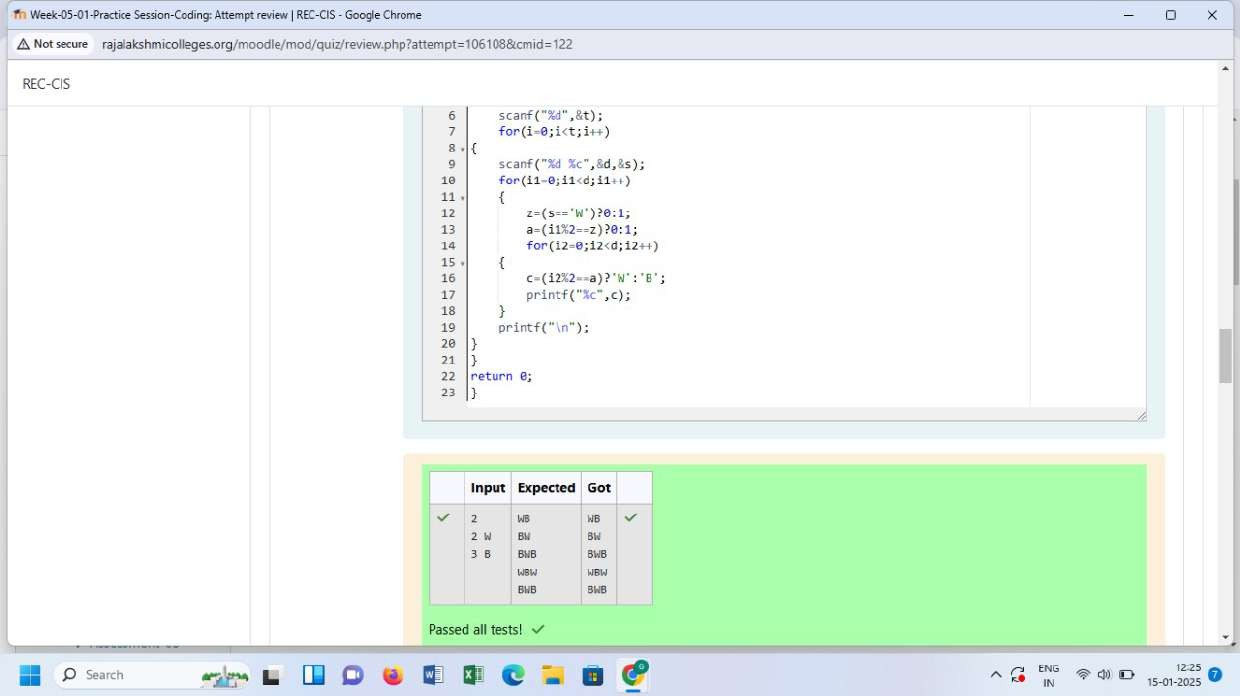 Week-05-01-Practice Session-Coding: Attempt review | REC-CIS - Google Chrome
Not secure rajalakshmicolleges.org/moodle/mod/quiz/review.php?attempt=106108&cmid=122
REC-CIS
6 scanf("%d",&t);
7 for(i=0;i<t;i++)
8 {
9 scanf("%d %c",&d,&s);
10 for(i1=0;i1<d;i1++)
11 {
12 z=(s=='W')?0:1;
13 a=(i1%2==z)?0:1;
14 for(i2=0;i2<d;i2++)
15 {
16 c=(i2%2==a)?'W':'B';
17 printf("%c",c);
18 }
19 printf("\n");
20 }
21 }
22 return 0;
23 }
Input Expected Got
2 WB WB
2 W BW BW
3 B BWB BWB
WBW WBW
BWB BWB
Passed all tests!
Search
ENG
IN
12:25
15-01-2025
7